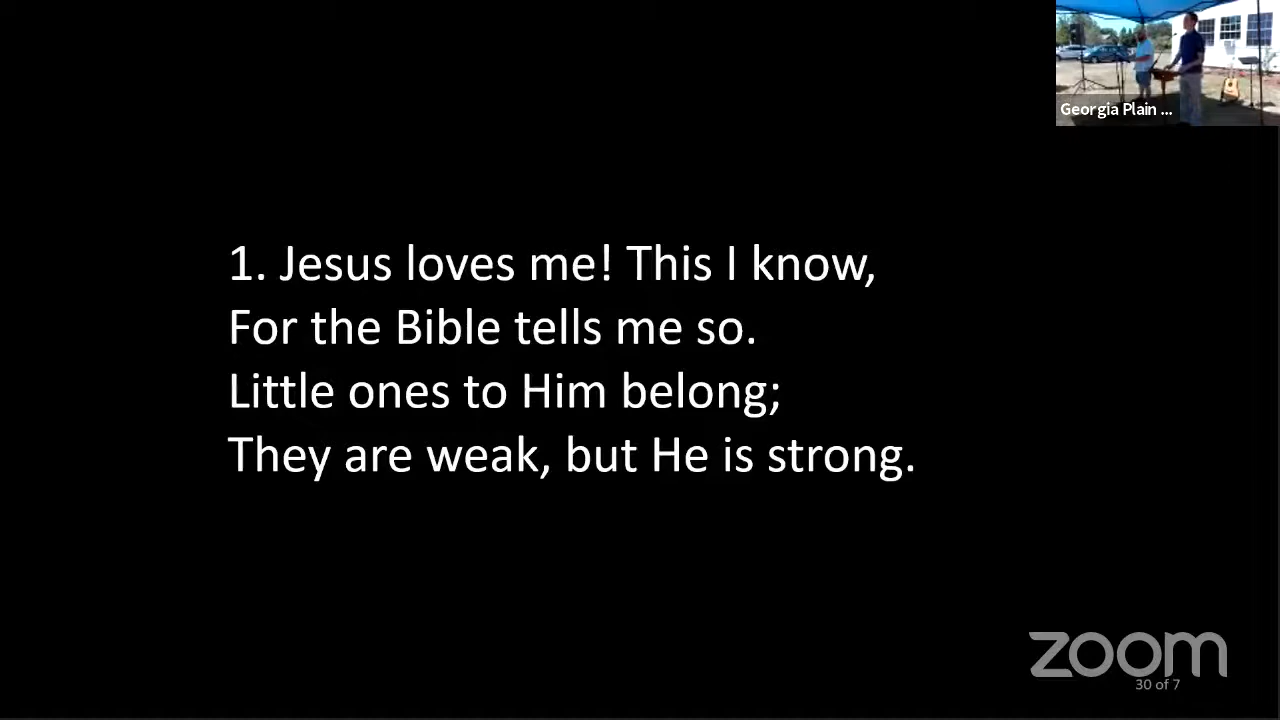 Georgia Plain ...
1. Jesus loves me! This I know,
For the Bible tells me so.
Little ones to Him belong;
They are weak, but He is strong.
zoom
30 of 7